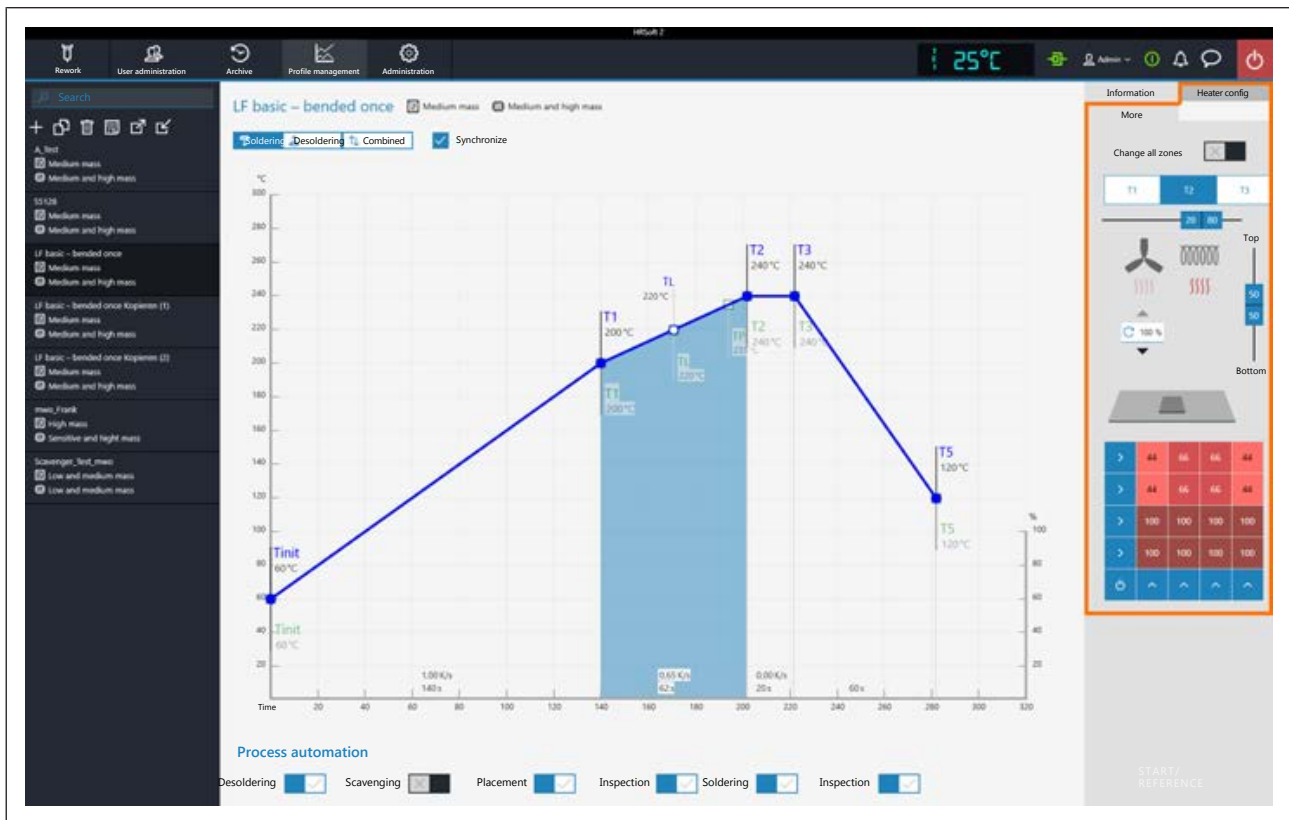 HRSoft 2
Rework
User administration
Archive
Profile management
Administration
25°C
Admin
Search
A_Test
Medium mass
Medium and high mass
SS128
Medium mass
Medium and high mass
LF basic – bended once
Medium mass
Medium and high mass
LF basic – bended once Kopieren (1)
Medium mass
Medium and high mass
LF basic – bended once Kopieren (2)
Medium mass
Medium and high mass
mwo_Frank
High mass
Sensitive and hight mass
Scavenger_Test_mwo
Low and medium mass
Low and medium mass
LF basic – bended once Medium mass Medium and high mass
Soldering Desoldering Combined Synchronize
°C
300
280
260
240
220
200
180
160
140
120
100
80
60
40
20
Tinit
60°C
Tinit
60°C
T1
200°C
T1
200°C
TL
220°C
TL
220°C
TP
T2
240°C
T2
240°C
T3
240°C
T3
240°C
T5
120°C
T5
120°C
%
100
80
60
40
20
1,00 K/s
140 s
0,65 K/s
62 s
0,00 K/s
20 s
60 s
Time 20 40 60 80 100 120 140 160 180 200 220 240 260 280 300 320
Process automation
Desoldering Scavenging Placement Inspection Soldering Inspection
Information Heater config
More
Change all zones
T1 T2 T3
20 80
Top
50
50
100 %
Bottom
44 66 66 44
44 66 66 44
100 100 100 100
100 100 100 100
START/
REFERENCE